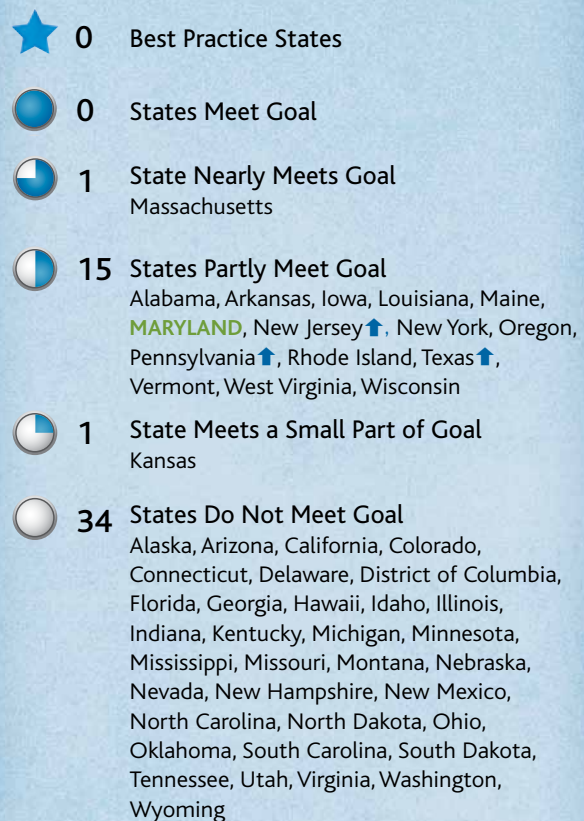 0 Best Practice States
0 States Meet Goal
1 State Nearly Meets Goal
Massachusetts
15 States Partly Meet Goal
Alabama, Arkansas, Iowa, Louisiana, Maine,
MARYLAND, New Jersey⬆, New York, Oregon,
Pennsylvania⬆, Rhode Island, Texas⬆,
Vermont, West Virginia, Wisconsin
1 State Meets a Small Part of Goal
Kansas
34 States Do Not Meet Goal
Alaska, Arizona, California, Colorado,
Connecticut, Delaware, District of Columbia,
Florida, Georgia, Hawaii, Idaho, Illinois,
Indiana, Kentucky, Michigan, Minnesota,
Mississippi, Missouri, Montana, Nebraska,
Nevada, New Hampshire, New Mexico,
North Carolina, North Dakota, Ohio,
Oklahoma, South Carolina, South Dakota,
Tennessee, Utah, Virginia, Washington,
Wyoming